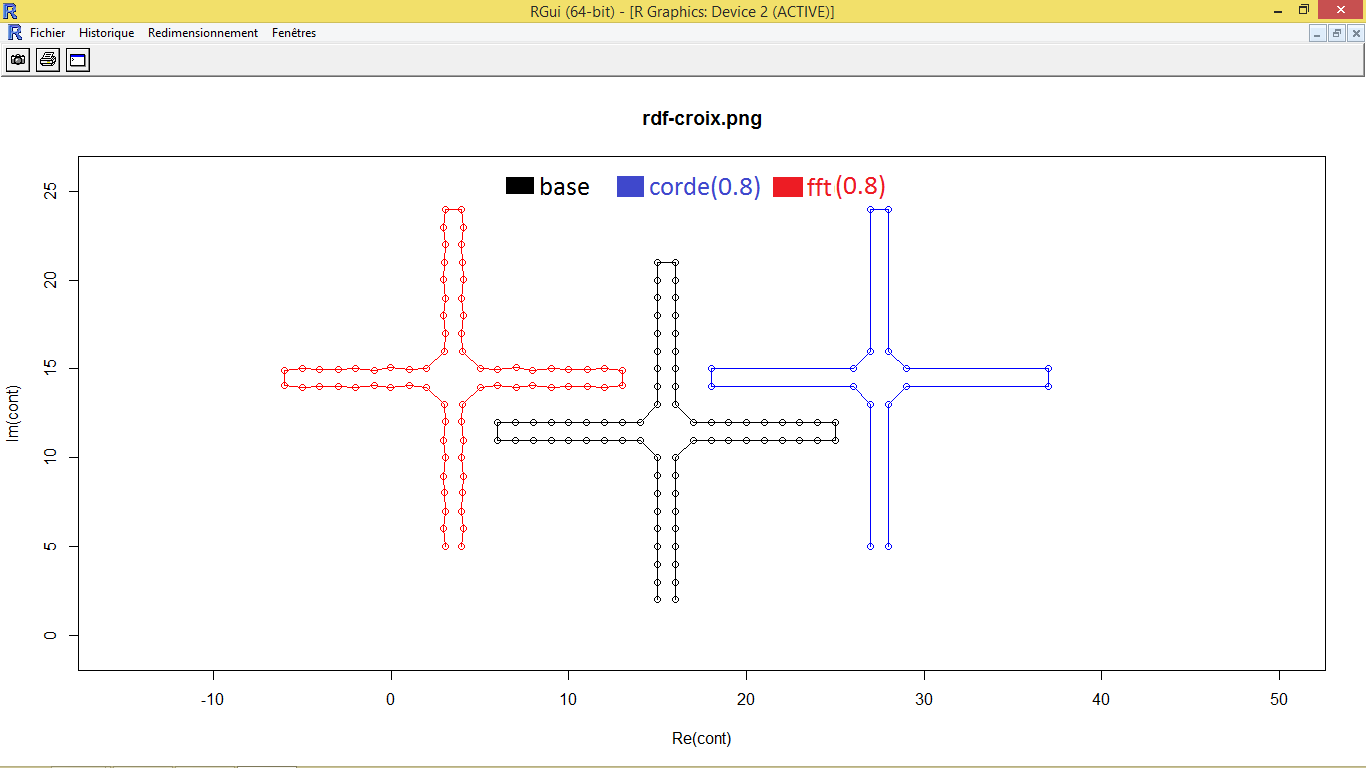 RGui (64-bit) - [R Graphics: Device 2 (ACTIVE)]
R Fichier Historique Redimensionnement Fenêtres
rdf-croix.png
base corde(0.8) fft (0.8)
25
20
15
10
5
0
Im(cont)
-10 0 10 20 30 40 50
Re(cont)